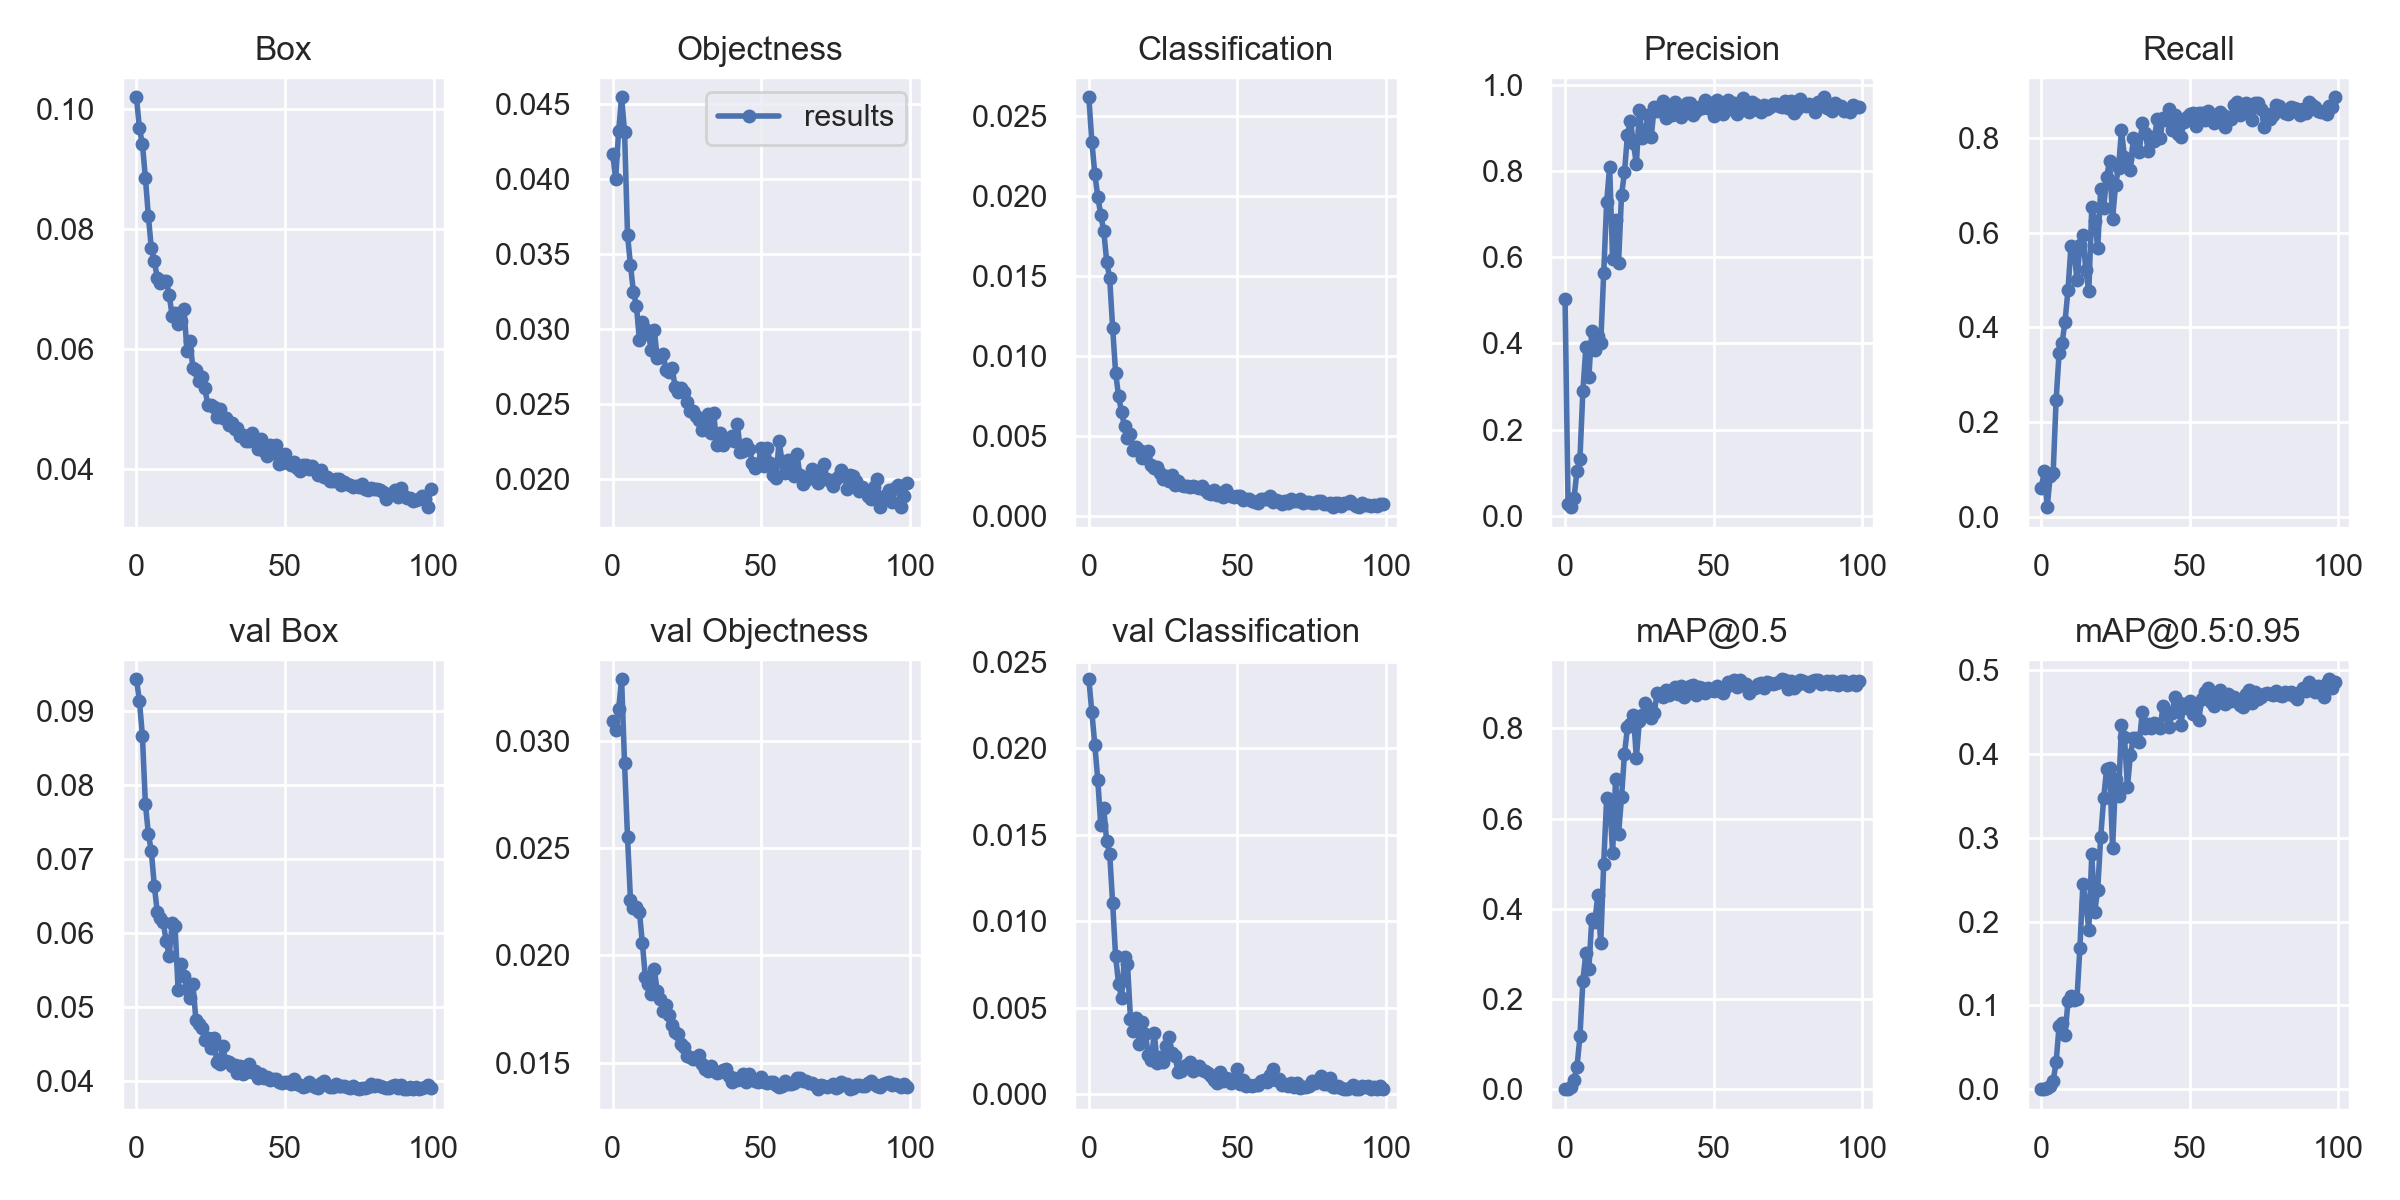 Box
0.10
0.08
0.06
0.04
0 50 100
Objectness
results
0.045
0.040
0.035
0.030
0.025
0.020
0 50 100
Classification
0.025
0.020
0.015
0.010
0.005
0.000
0 50 100
Precision
1.0
0.8
0.6
0.4
0.2
0.0
0 50 100
Recall
0.8
0.6
0.4
0.2
0.0
0 50 100
val Box
0.09
0.08
0.07
0.06
0.05
0.04
0 50 100
val Objectness
0.030
0.025
0.020
0.015
0 50 100
val Classification
0.025
0.020
0.015
0.010
0.005
0.000
0 50 100
mAP@0.5
0.8
0.6
0.4
0.2
0.0
0 50 100
mAP@0.5:0.95
0.5
0.4
0.3
0.2
0.1
0.0
0 50 100